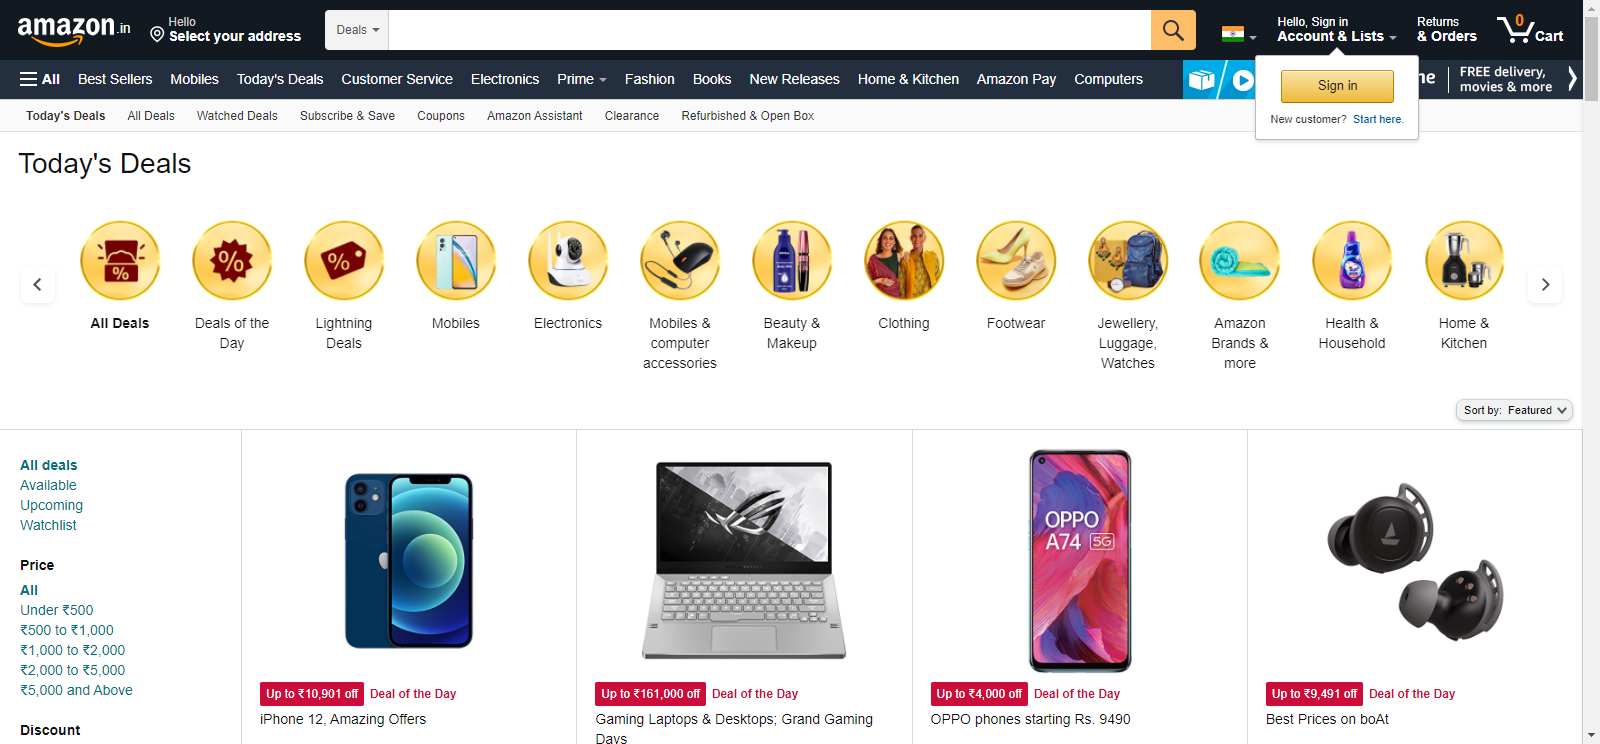 amazon.in
Hello
Select your address
Deals
Hello, Sign in
Account & Lists
Returns
& Orders
0
Cart
All
Best Sellers
Mobiles
Today's Deals
Customer Service
Electronics
Prime
Fashion
Books
New Releases
Home & Kitchen
Amazon Pay
Computers
FREE delivery,
movies & more
Sign in
New customer? Start here.
Today's Deals
All Deals
Watched Deals
Subscribe & Save
Coupons
Amazon Assistant
Clearance
Refurbished & Open Box
Today's Deals
All Deals
Deals of the
Day
Lightning
Deals
Mobiles
Electronics
Mobiles &
computer
accessories
Beauty &
Makeup
Clothing
Footwear
Jewellery,
Luggage,
Watches
Amazon
Brands &
more
Health &
Household
Home &
Kitchen
Sort by: Featured
All deals
Available
Upcoming
Watchlist
Price
All
Under ₹500
₹500 to ₹1,000
₹1,000 to ₹2,000
₹2,000 to ₹5,000
₹5,000 and Above
Discount
Up to ₹10,901 off Deal of the Day
iPhone 12, Amazing Offers
Up to ₹161,000 off Deal of the Day
Gaming Laptops & Desktops; Grand Gaming
Days
OPPO
A74 5G
Up to ₹4,000 off Deal of the Day
OPPO phones starting Rs. 9490
Up to ₹9,491 off Deal of the Day
Best Prices on boAt